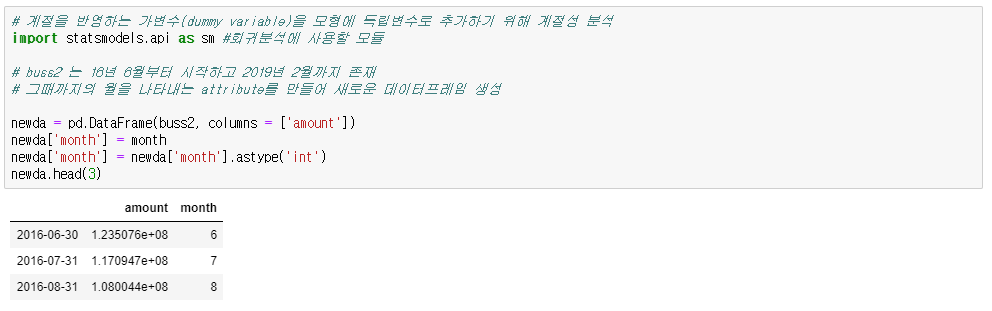 # 계절을 반영하는 가변수(dummy variable)을 모형에 독립변수로 추가하기 위해 계절성 분석
import statsmodels.api as sm #회귀분석에 사용할 모듈
# buss2 는 16년 6월부터 시작하고 2019년 2월까지 존재
# 그때까지의 월을 나타내는 attribute를 만들어 새로운 데이터프레임 생성
newda = pd.DataFrame(buss2, columns = ['amount'])
newda['month'] = month
newda['month'] = newda['month'].astype('int')
newda.head(3)
amount month
2016-06-30 1.235076e+08 6
2016-07-31 1.170947e+08 7
2016-08-31 1.080044e+08 8